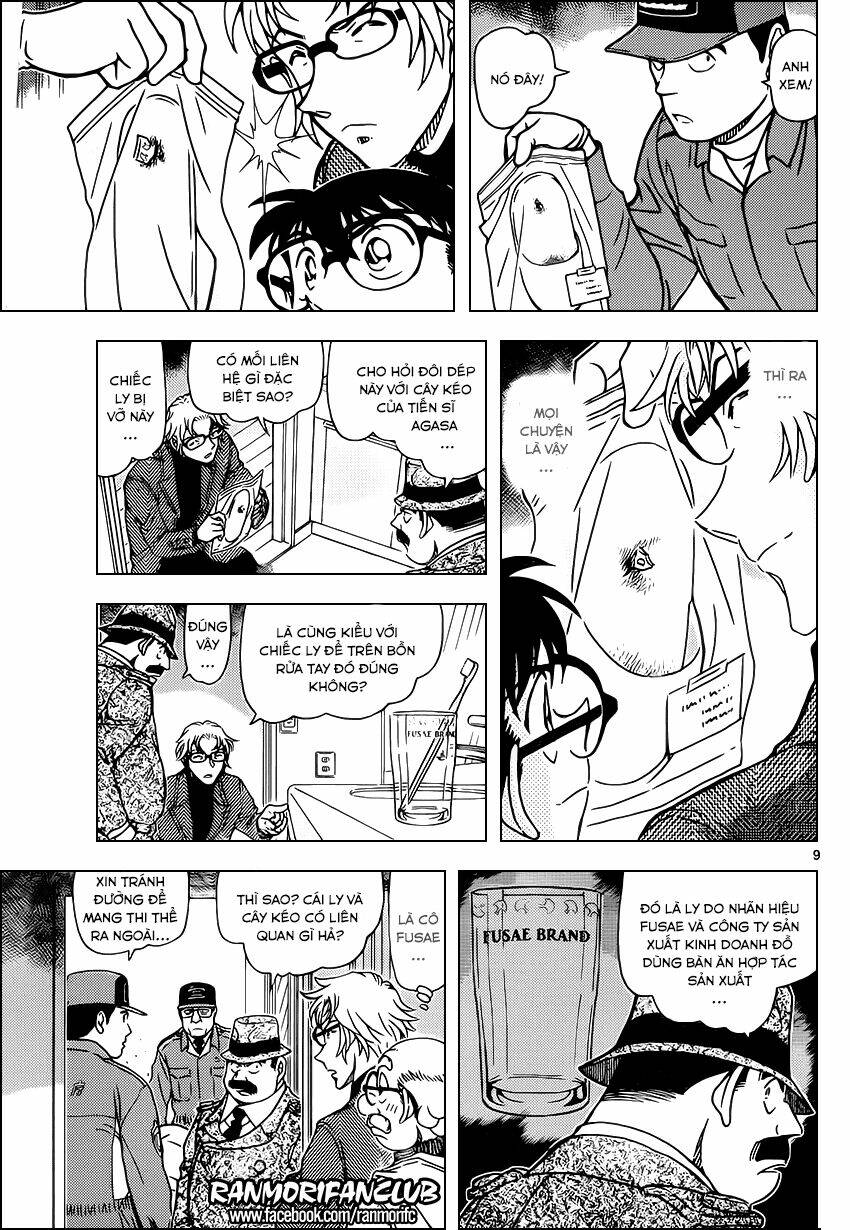 ANH
XEM!
NÓ ĐÂY!
THÌ RA
...
MỌI
CHUYỆN
LÀ VẬY
...
CHO HỎI ĐÔI DÉP
NÀY VỚI CÂY KÉO
CỦA TIẾN SĨ
AGASA
...
CÓ MỐI LIÊN
HỆ GÌ ĐẶC
BIỆT SAO?
CHIẾC
LY BỊ
VỠ NÀY
...
LÀ CÙNG KIỂU VỚI
CHIẾC LY ĐỂ TRÊN BỒN
RỬA TAY ĐÓ ĐÚNG
KHÔNG?
ĐÚNG
VẬY
...
FUSAE BRAND
9
ĐÓ LÀ LY DO NHÃN HIỆU
FUSAE VÀ CÔNG TY SẢN
XUẤT KINH DOANH ĐỒ
DÙNG BÀN ĂN HỢP TÁC
SẢN XUẤT
...
FUSAE BRAND
LÀ CÔ
FUSAE
...
THÌ SAO? CÁI LY VÀ
CÂY KÉO CÓ LIÊN
QUAN GÌ HẢ?
XIN TRÁNH
ĐƯỜNG ĐỂ
MANG THI THỂ
RA NGOÀI...
RANMORIFANCLUB
www.facebook.com/ranmorifc